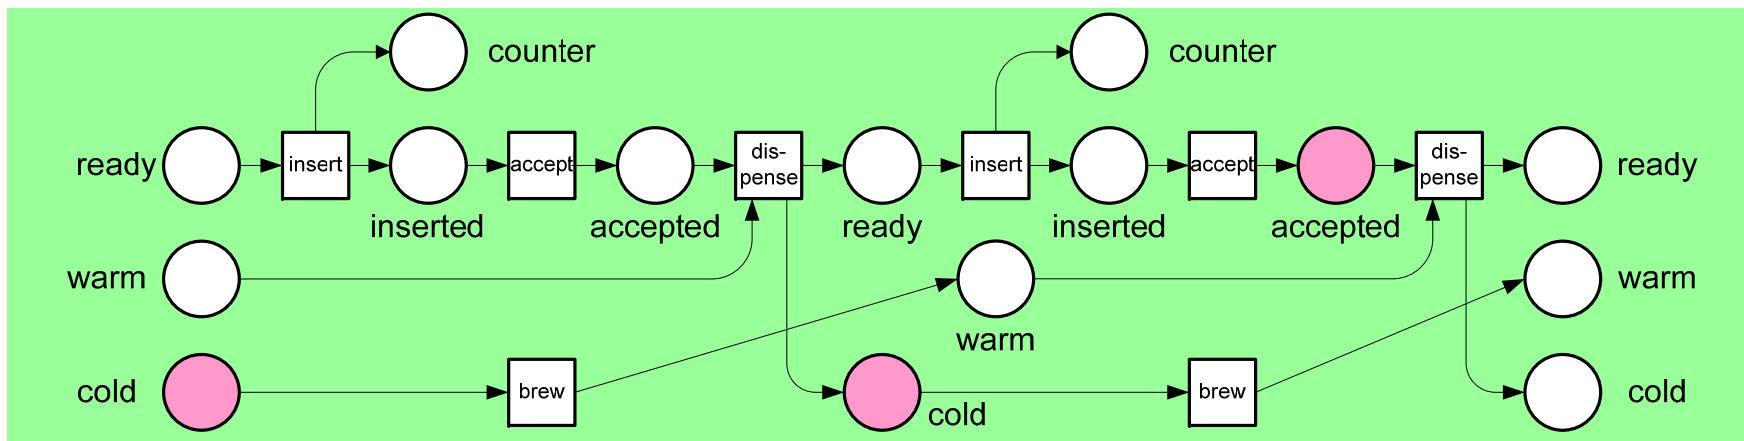 counter
counter
ready
insert
accept
dis-
pense
insert
accept
dis-
pense
ready
inserted
accepted
ready
inserted
accepted
warm
warm
warm
cold
brew
cold
brew
cold